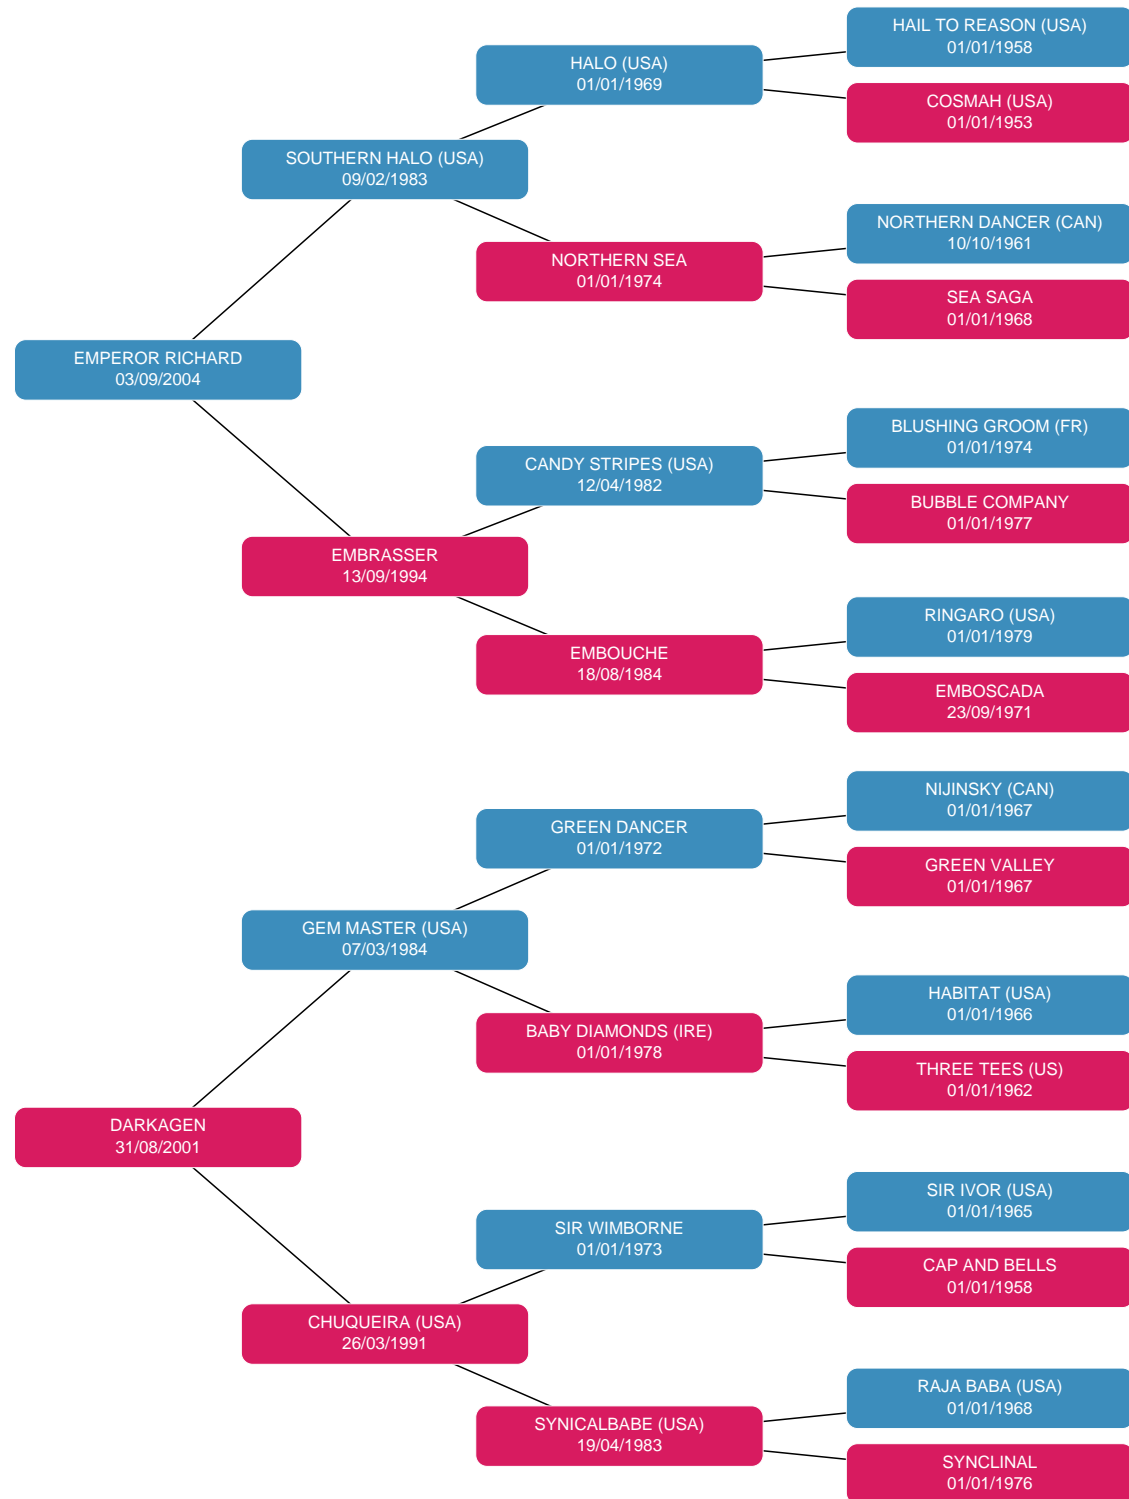 HAIL TO REASON (USA)
01/01/1958
HALO (USA)
01/01/1969
COSMAH (USA)
01/01/1953
SOUTHERN HALO (USA)
09/02/1983
NORTHERN DANCER (CAN)
10/10/1961
NORTHERN SEA
01/01/1974
SEA SAGA
01/01/1968
EMPEROR RICHARD
03/09/2004
BLUSHING GROOM (FR)
01/01/1974
CANDY STRIPES (USA)
12/04/1982
BUBBLE COMPANY
01/01/1977
EMBRASSER
13/09/1994
RINGARO (USA)
01/01/1979
EMBOUCHE
18/08/1984
EMBOSCADA
23/09/1971
NIJINSKY (CAN)
01/01/1967
GREEN DANCER
01/01/1972
GREEN VALLEY
01/01/1967
GEM MASTER (USA)
07/03/1984
HABITAT (USA)
01/01/1966
BABY DIAMONDS (IRE)
01/01/1978
THREE TEES (US)
01/01/1962
DARKAGEN
31/08/2001
SIR IVOR (USA)
01/01/1965
SIR WIMBORNE
01/01/1973
CAP AND BELLS
01/01/1958
CHUQUEIRA (USA)
26/03/1991
RAJA BABA (USA)
01/01/1968
SYNICALBABE (USA)
19/04/1983
SYNCLINAL
01/01/1976